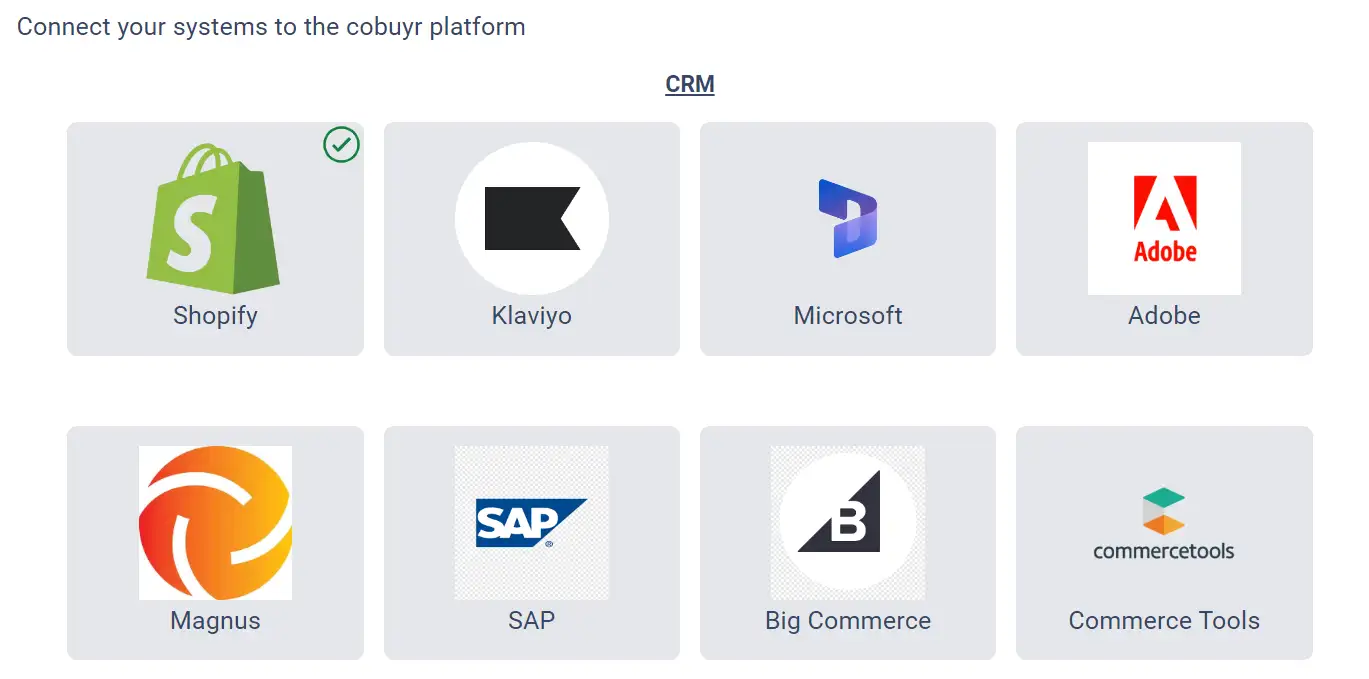 Connect your systems to the cobuyr platform
CRM
S
Shopify
Klaviyo
Microsoft
Adobe
Adobe
Magnus
SAP ®
SAP
B
Big Commerce
commercetools
Commerce Tools